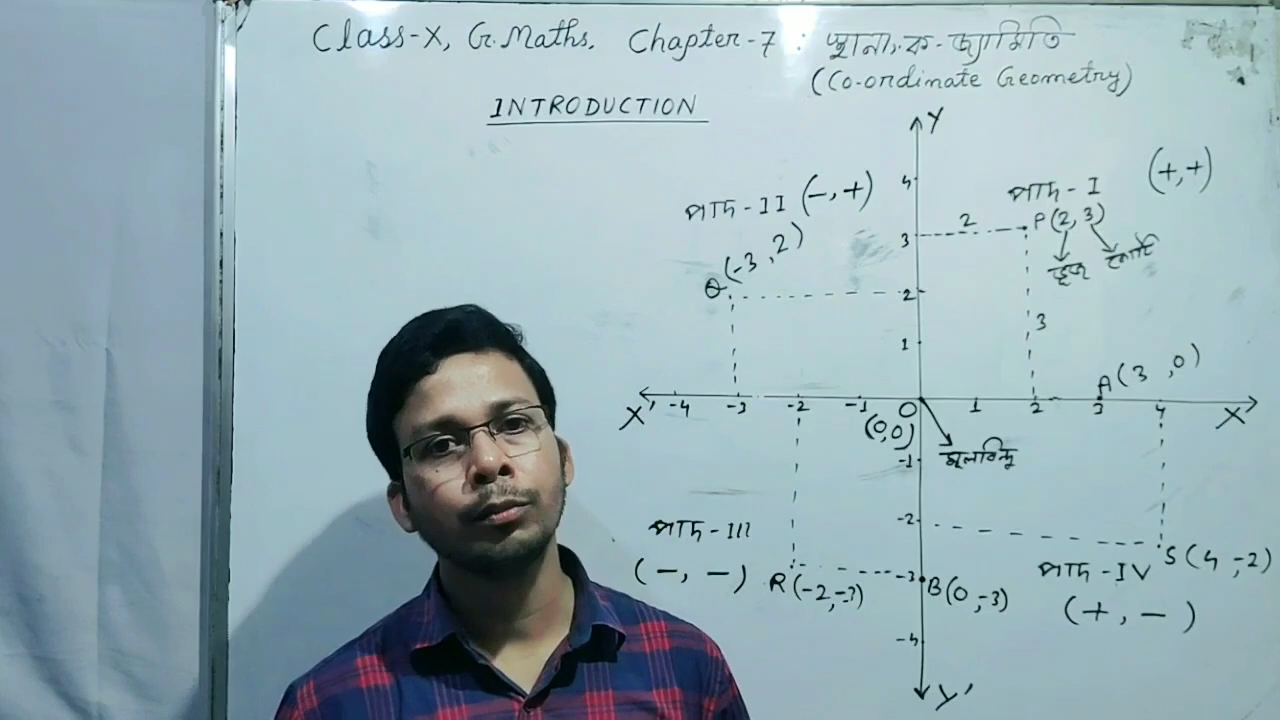 Class-X, G. Maths. Chapter-7 : স্থানাংক জ্যামিতি
(Co-ordinate Geometry)
INTRODUCTION
Y
4
পাদ-II (-, +)
পাদ-I (+, +)
3
2
P(2, 3)
ভূজ কোটি
Q(-3, 2)
2
3
1
A(3, 0)
X' -4 -3 -2 -1 O 1 2 3 4 X
(0,0)
মূলবিন্দু
-1
-2
পাদ-III
(-, -)
R(-2,-3)
-3
B(0, -3)
S(4, -2)
পাদ-IV
(+, -)
-4
Y'